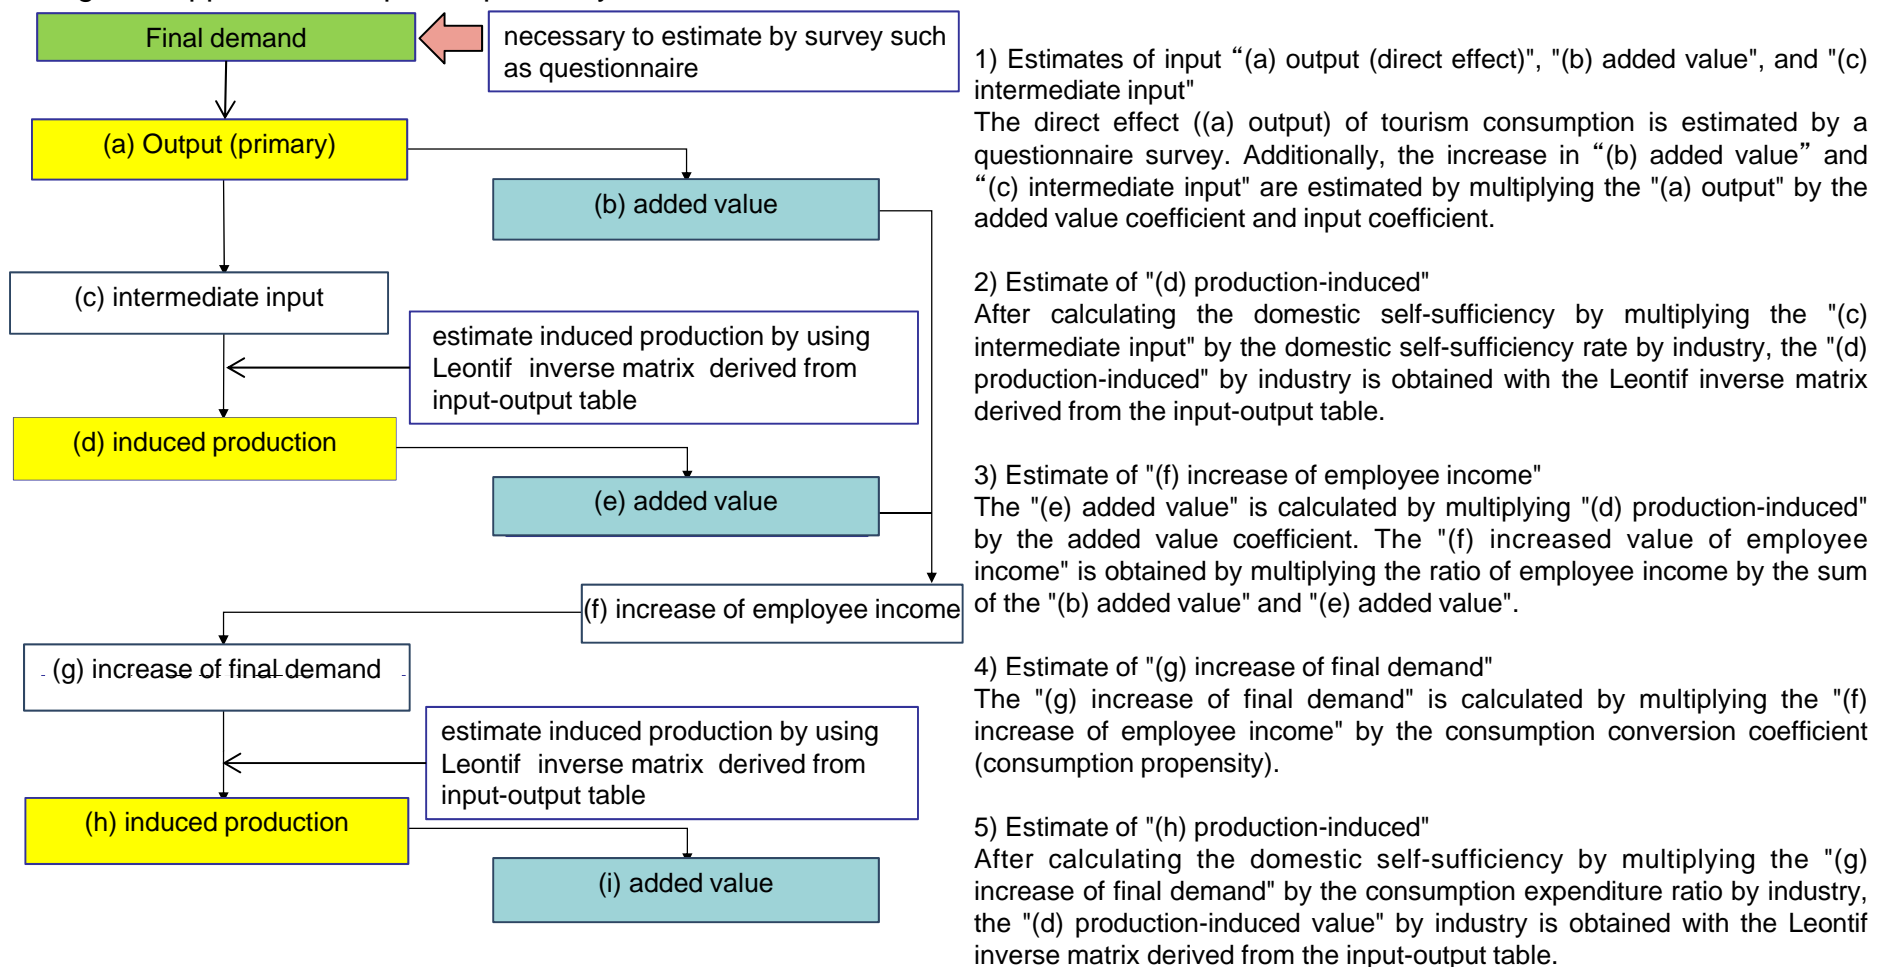 Final demand
necessary to estimate by survey such
as questionnaire
(a) Output (primary)
(b) added value
(c) intermediate input
estimate induced production by using
Leontif inverse matrix derived from
input-output table
(d) induced production
(e) added value
(f) increase of employee income
(g) increase of final demand
estimate induced production by using
Leontif inverse matrix derived from
input-output table
(h) induced production
(i) added value
1) Estimates of input “(a) output (direct effect)", "(b) added value", and "(c)
intermediate input"
The direct effect ((a) output) of tourism consumption is estimated by a
questionnaire survey. Additionally, the increase in “(b) added value” and
“(c) intermediate input" are estimated by multiplying the "(a) output" by the
added value coefficient and input coefficient.
2) Estimate of "(d) production-induced"
After calculating the domestic self-sufficiency by multiplying the "(c)
intermediate input" by the domestic self-sufficiency rate by industry, the "(d)
production-induced" by industry is obtained with the Leontif inverse matrix
derived from the input-output table.
3) Estimate of "(f) increase of employee income"
The "(e) added value" is calculated by multiplying "(d) production-induced"
by the added value coefficient. The "(f) increased value of employee
income" is obtained by multiplying the ratio of employee income by the sum
of the "(b) added value" and "(e) added value".
4) Estimate of "(g) increase of final demand"
The "(g) increase of final demand" is calculated by multiplying the "(f)
increase of employee income" by the consumption conversion coefficient
(consumption propensity).
5) Estimate of "(h) production-induced"
After calculating the domestic self-sufficiency by multiplying the "(g)
increase of final demand" by the consumption expenditure ratio by industry,
the "(d) production-induced value" by industry is obtained with the Leontif
inverse matrix derived from the input-output table.